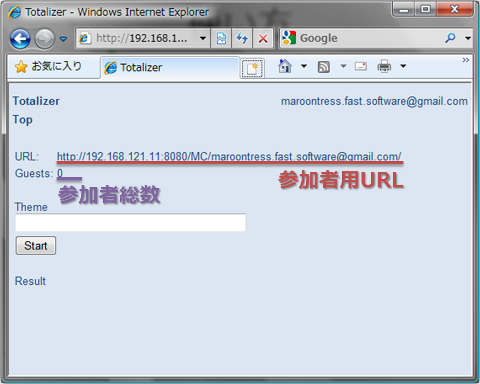 Totalizer - Windows Internet Explorer
http://192.168.1...
Google
お気に入り
Totalizer
Totalizer
maroontress.fast.software@gmail.com
Top
URL: http://192.168.121.11:8080/MC/maroontress.fast.software@gmail.com/
Guests: 0
参加者総数
参加者用URL
Theme
Start
Result